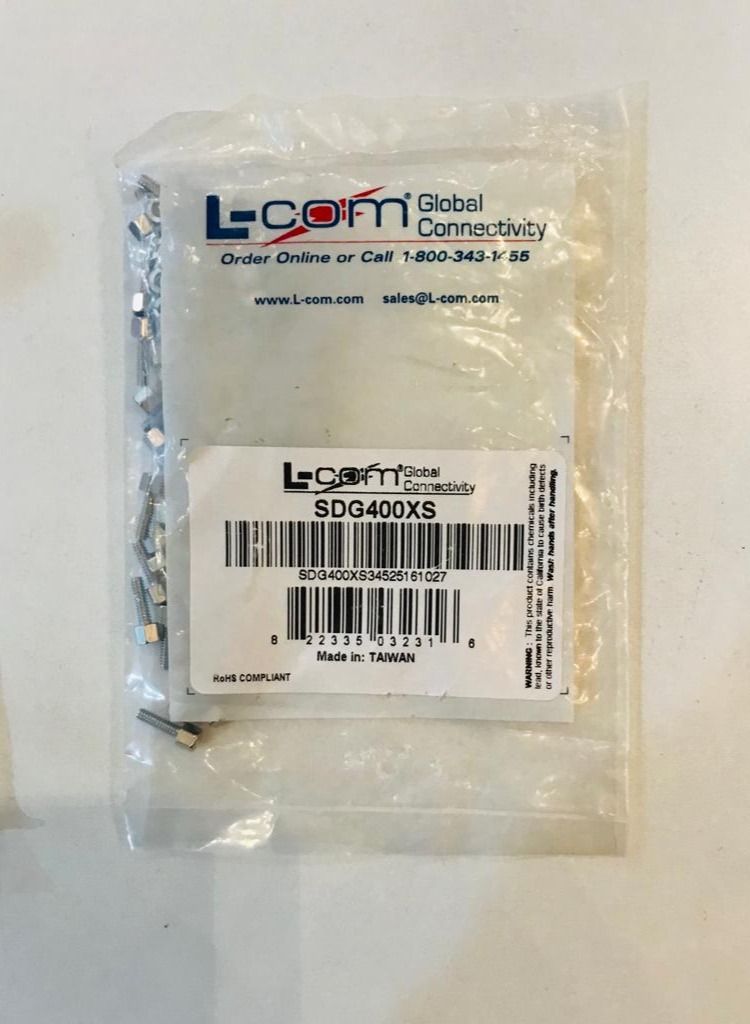 L-com® Global
Connectivity
Order Online or Call 1-800-343-1455
www.L-com.com sales@L-com.com
L-com® Global
Connectivity
SDG400XS
SDG400XS34525161027
8 22335 03231 6
Made in: TAIWAN
RoHS COMPLIANT
WARNING: This product contains chemicals including
lead, known to the state of California to cause birth defects
or other reproductive harm. Wash hands after handling.